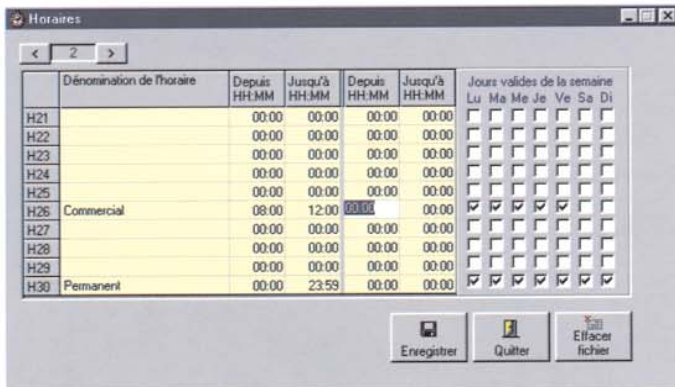 Horaires
< 2 >
Dénomination de l'horaire Depuis HH:MM Jusqu'à HH:MM Depuis HH:MM Jusqu'à HH:MM Jours valides de la semaine
Lu Ma Me Je Ve Sa Di
H21 00:00 00:00 00:00 00:00
H22 00:00 00:00 00:00 00:00
H23 00:00 00:00 00:00 00:00
H24 00:00 00:00 00:00 00:00
H25 00:00 00:00 00:00 00:00
H26 Commercial 08:00 12:00 00:00 00:00
H27 00:00 00:00 00:00 00:00
H28 00:00 00:00 00:00 00:00
H29 00:00 00:00 00:00 00:00
H30 Permanent 00:00 23:59 00:00 00:00
Enregistrer Quitter Effacer fichier